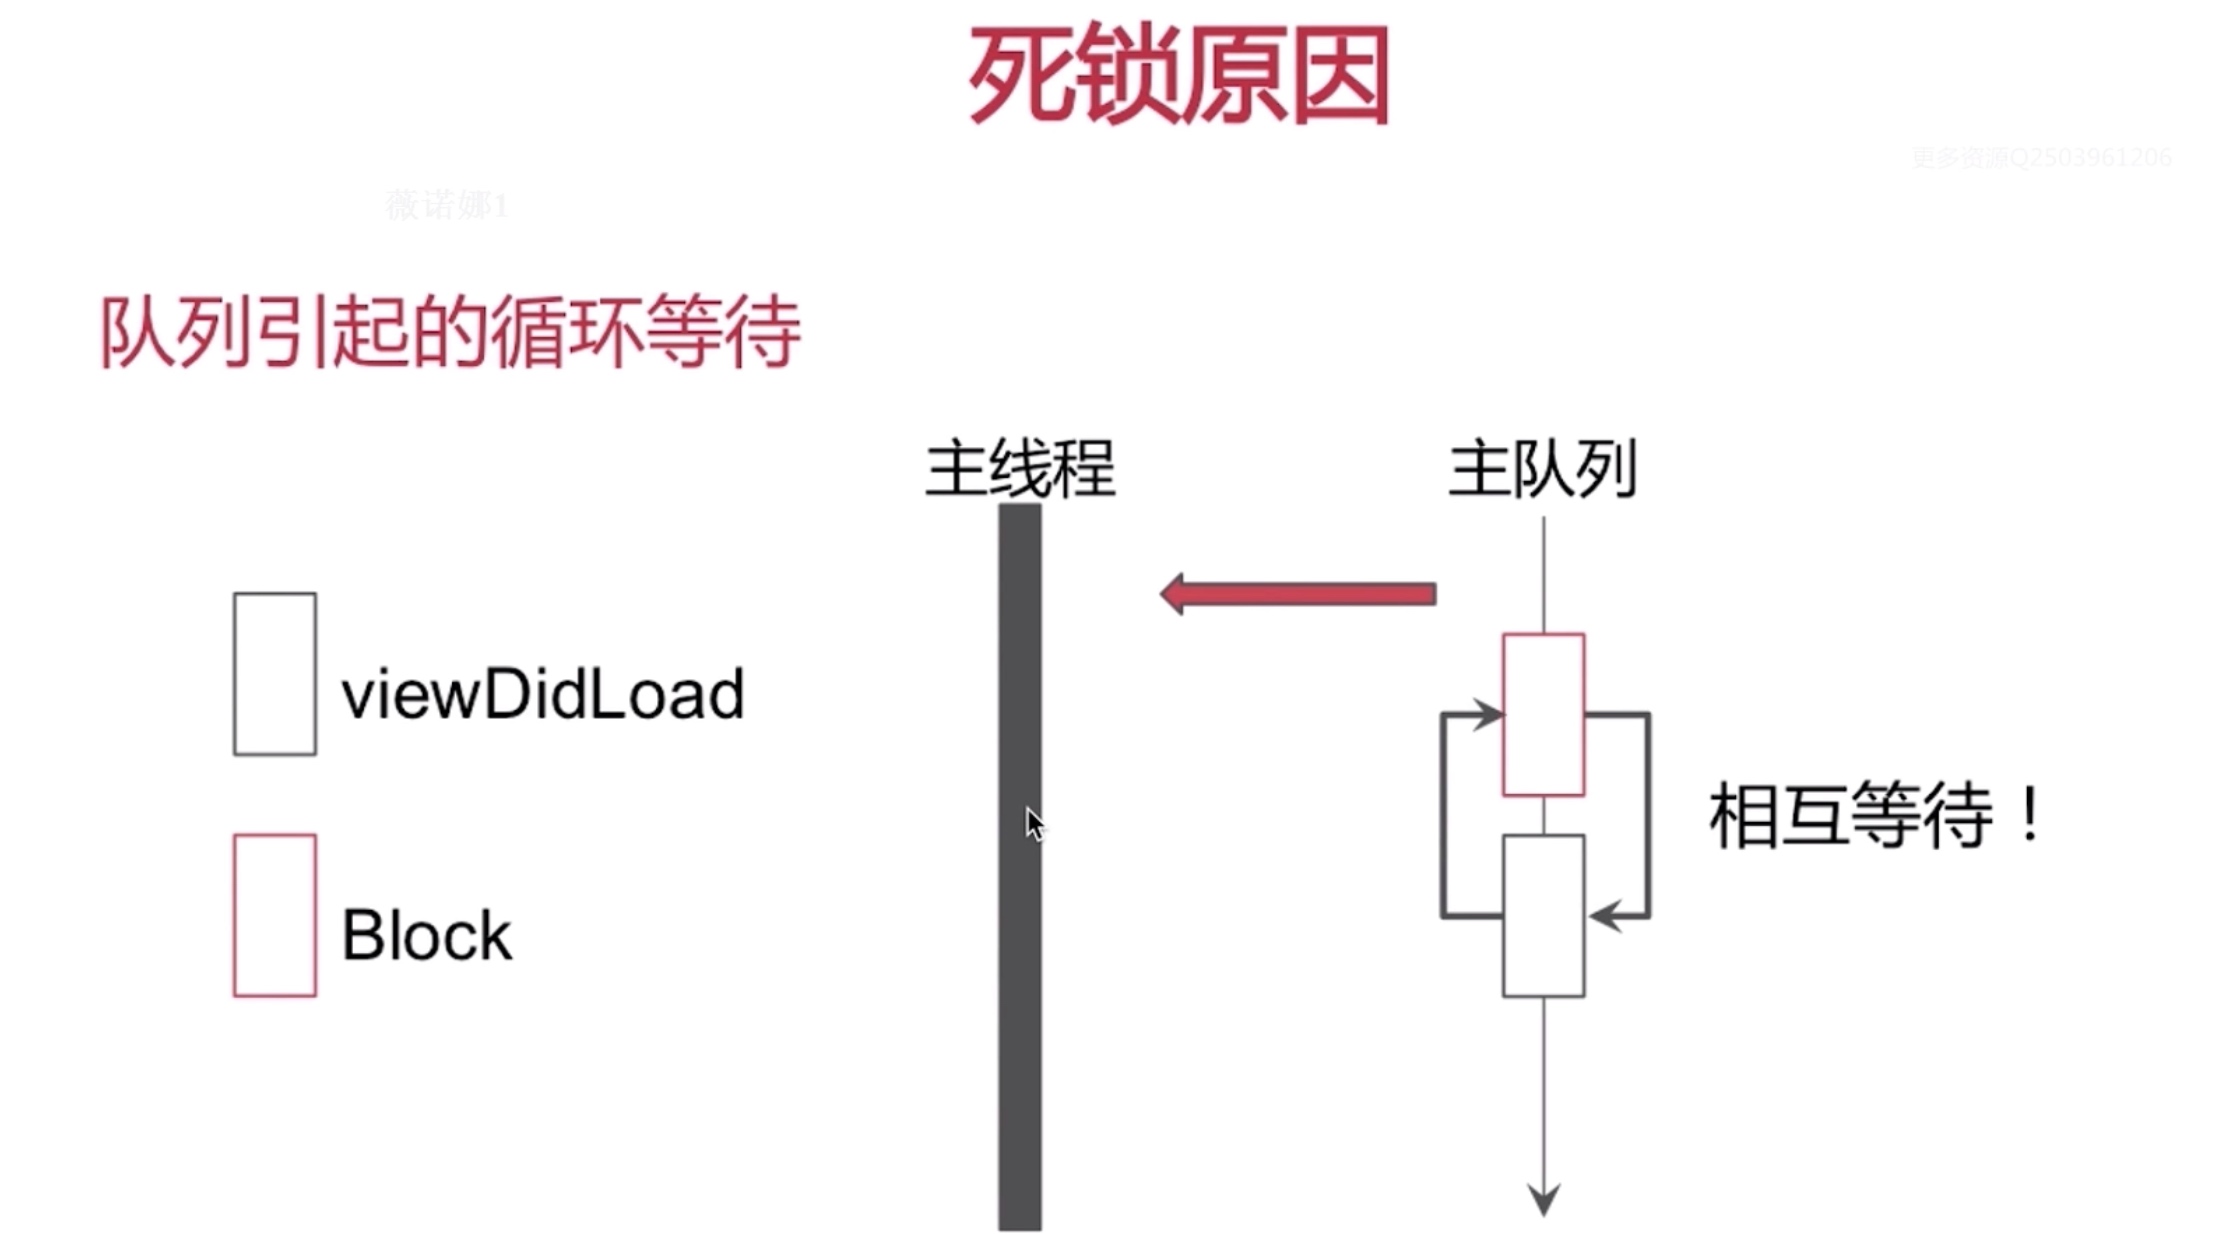 死锁原因
更多资源Q2503961206
薇诺娜1
队列引起的循环等待
主线程
主队列
viewDidLoad
相互等待！
Block